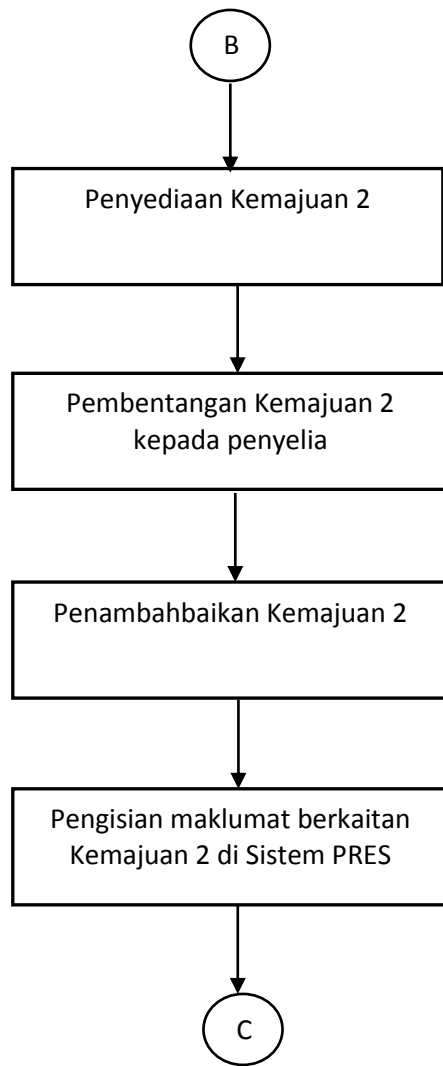 B
Penyediaan Kemajuan 2
Pembentangan Kemajuan 2
kepada penyelia
Penambahbaikan Kemajuan 2
Pengisian maklumat berkaitan
Kemajuan 2 di Sistem PRES
C